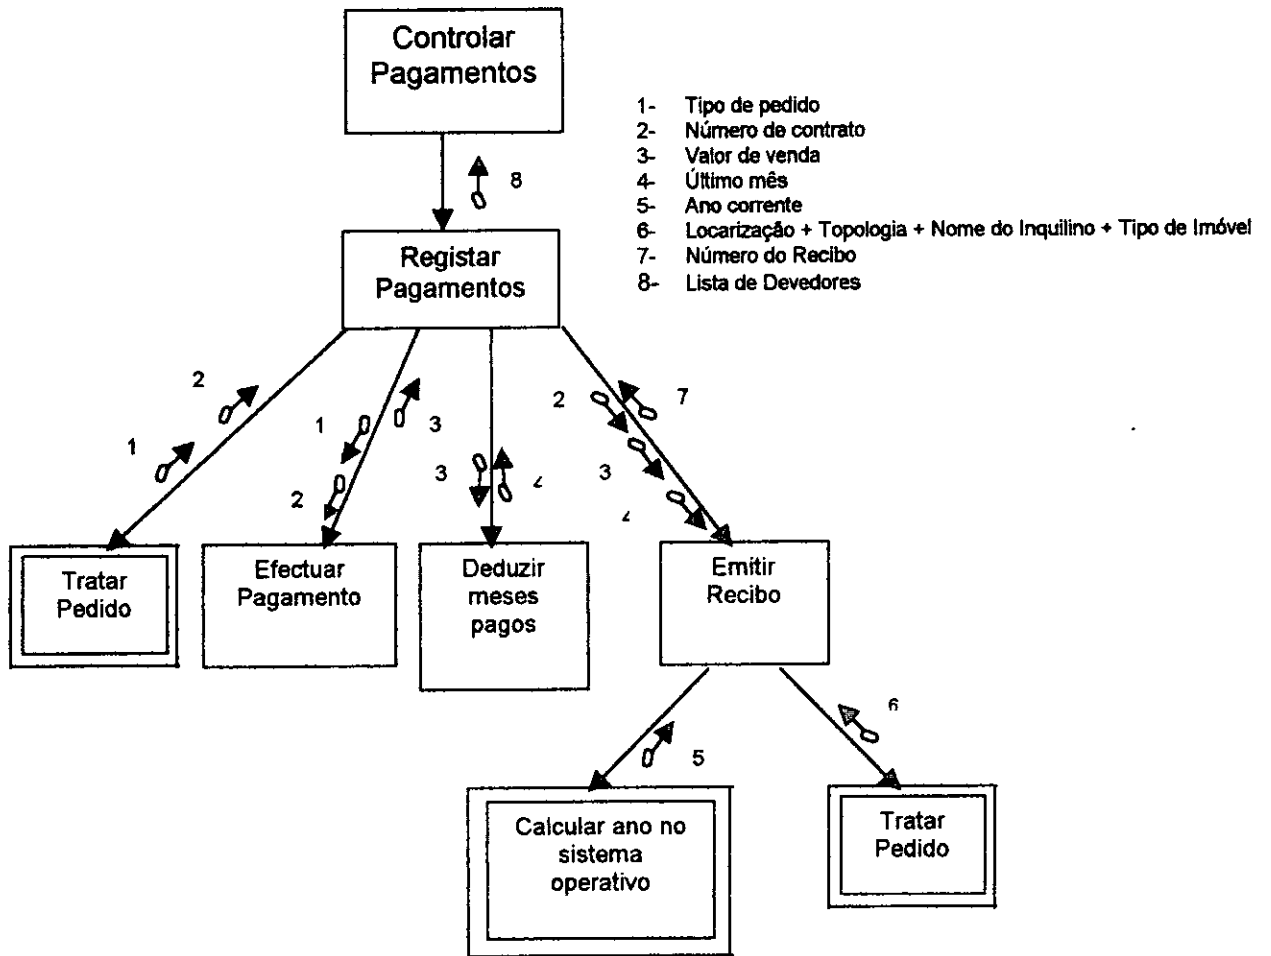 Controlar
Pagamentos
1- Tipo de pedido
2- Número de contrato
3- Valor de venda
4- Último mês
5- Ano corrente
6- Locarização + Topologia + Nome do Inquilino + Tipo de Imóvel
7- Número do Recibo
8- Lista de Devedores
8
Registar
Pagamentos
2
1
1
3
2
3
4
2
7
3
4
Tratar
Pedido
Efectuar
Pagamento
Deduzir
meses
pagos
Emitir
Recibo
5
6
Calcular ano no
sistema
operativo
Tratar
Pedido